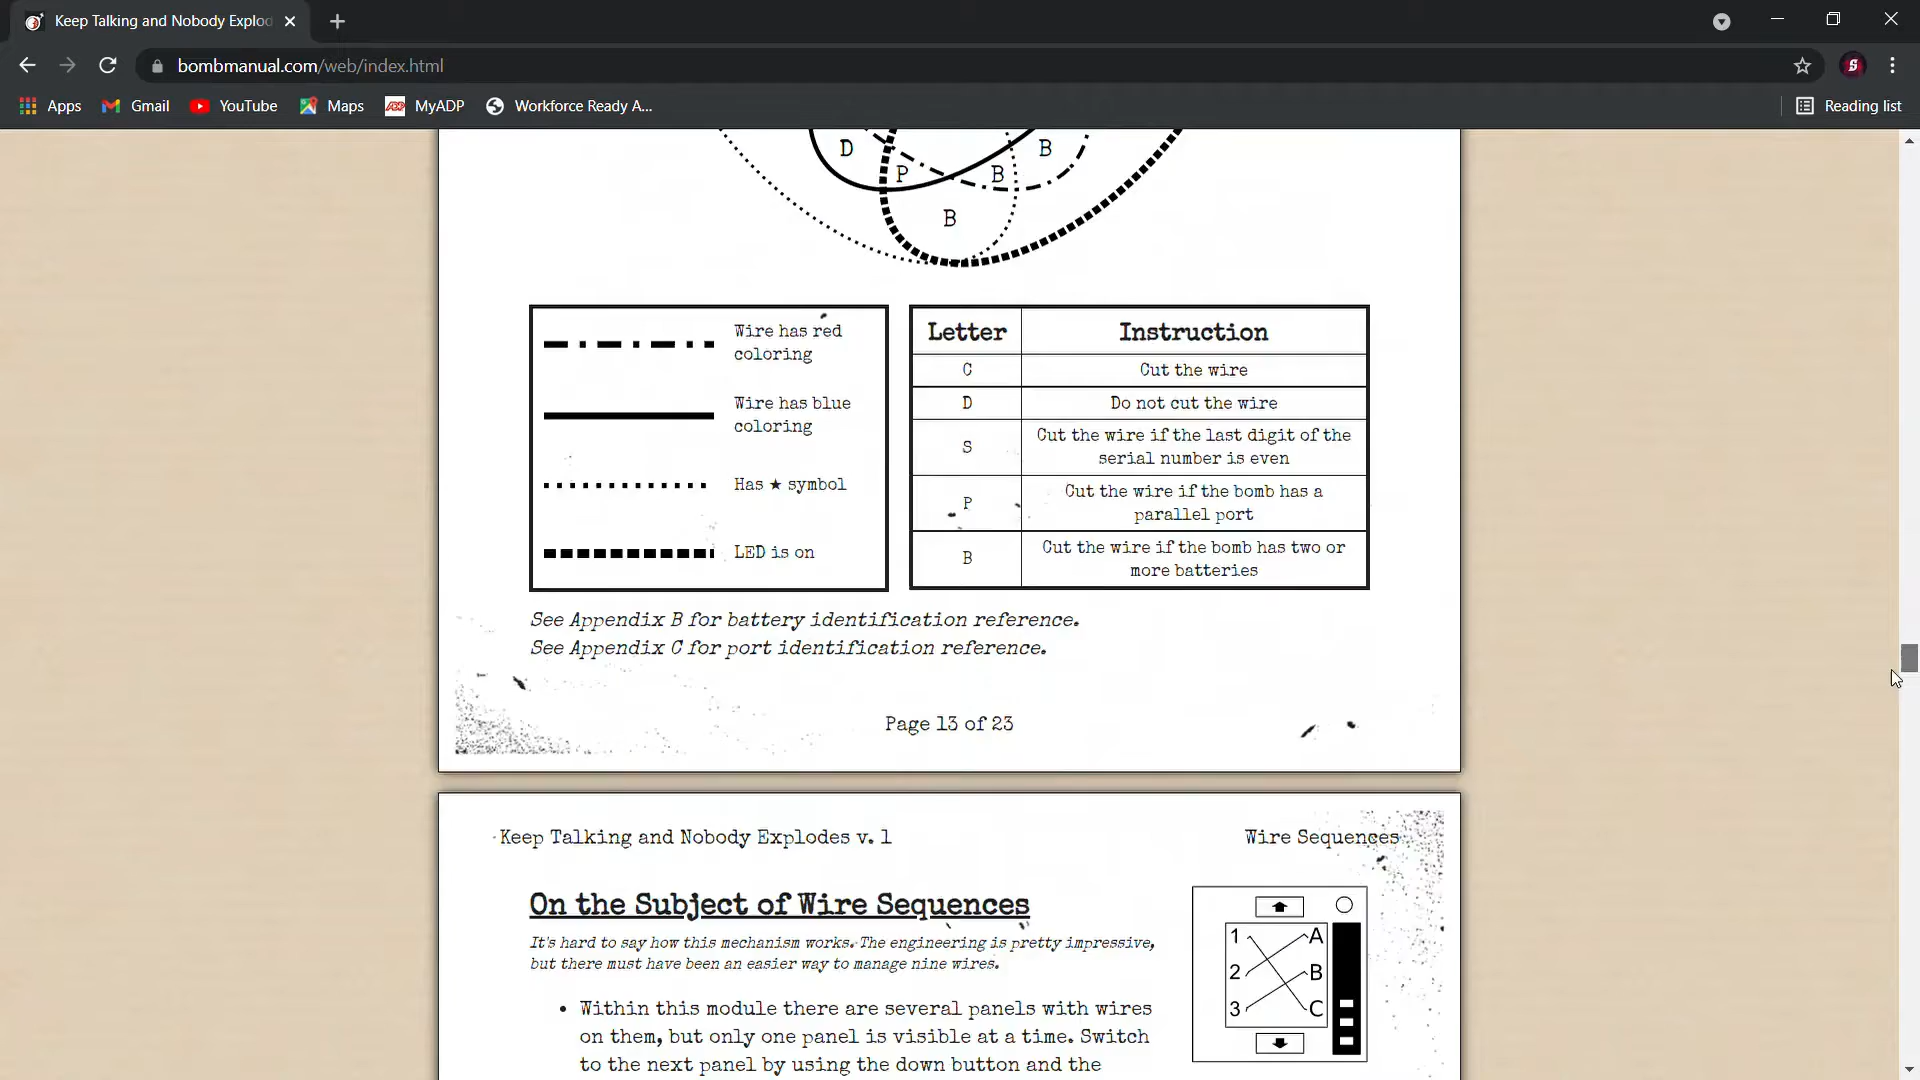 Keep Talking and Nobody Explod
bombmanual.com/web/index.html
Apps Gmail YouTube Maps MyADP Workforce Ready A... Reading list
D B
P B
B
Wire has red
coloring
Wire has blue
coloring
Has ★ symbol
LED is on
Letter Instruction
C Cut the wire
D Do not cut the wire
S Cut the wire if the last digit of the
serial number is even
P Cut the wire if the bomb has a
parallel port
B Cut the wire if the bomb has two or
more batteries
See Appendix B for battery identification reference.
See Appendix C for port identification reference.
Page 13 of 23
Keep Talking and Nobody Explodes v. 1 Wire Sequences
On the Subject of Wire Sequences
It's hard to say how this mechanism works. The engineering is pretty impressive,
but there must have been an easier way to manage nine wires.
• Within this module there are several panels with wires
on them, but only one panel is visible at a time. Switch
to the next panel by using the down button and the
1 A
2 B
3 C